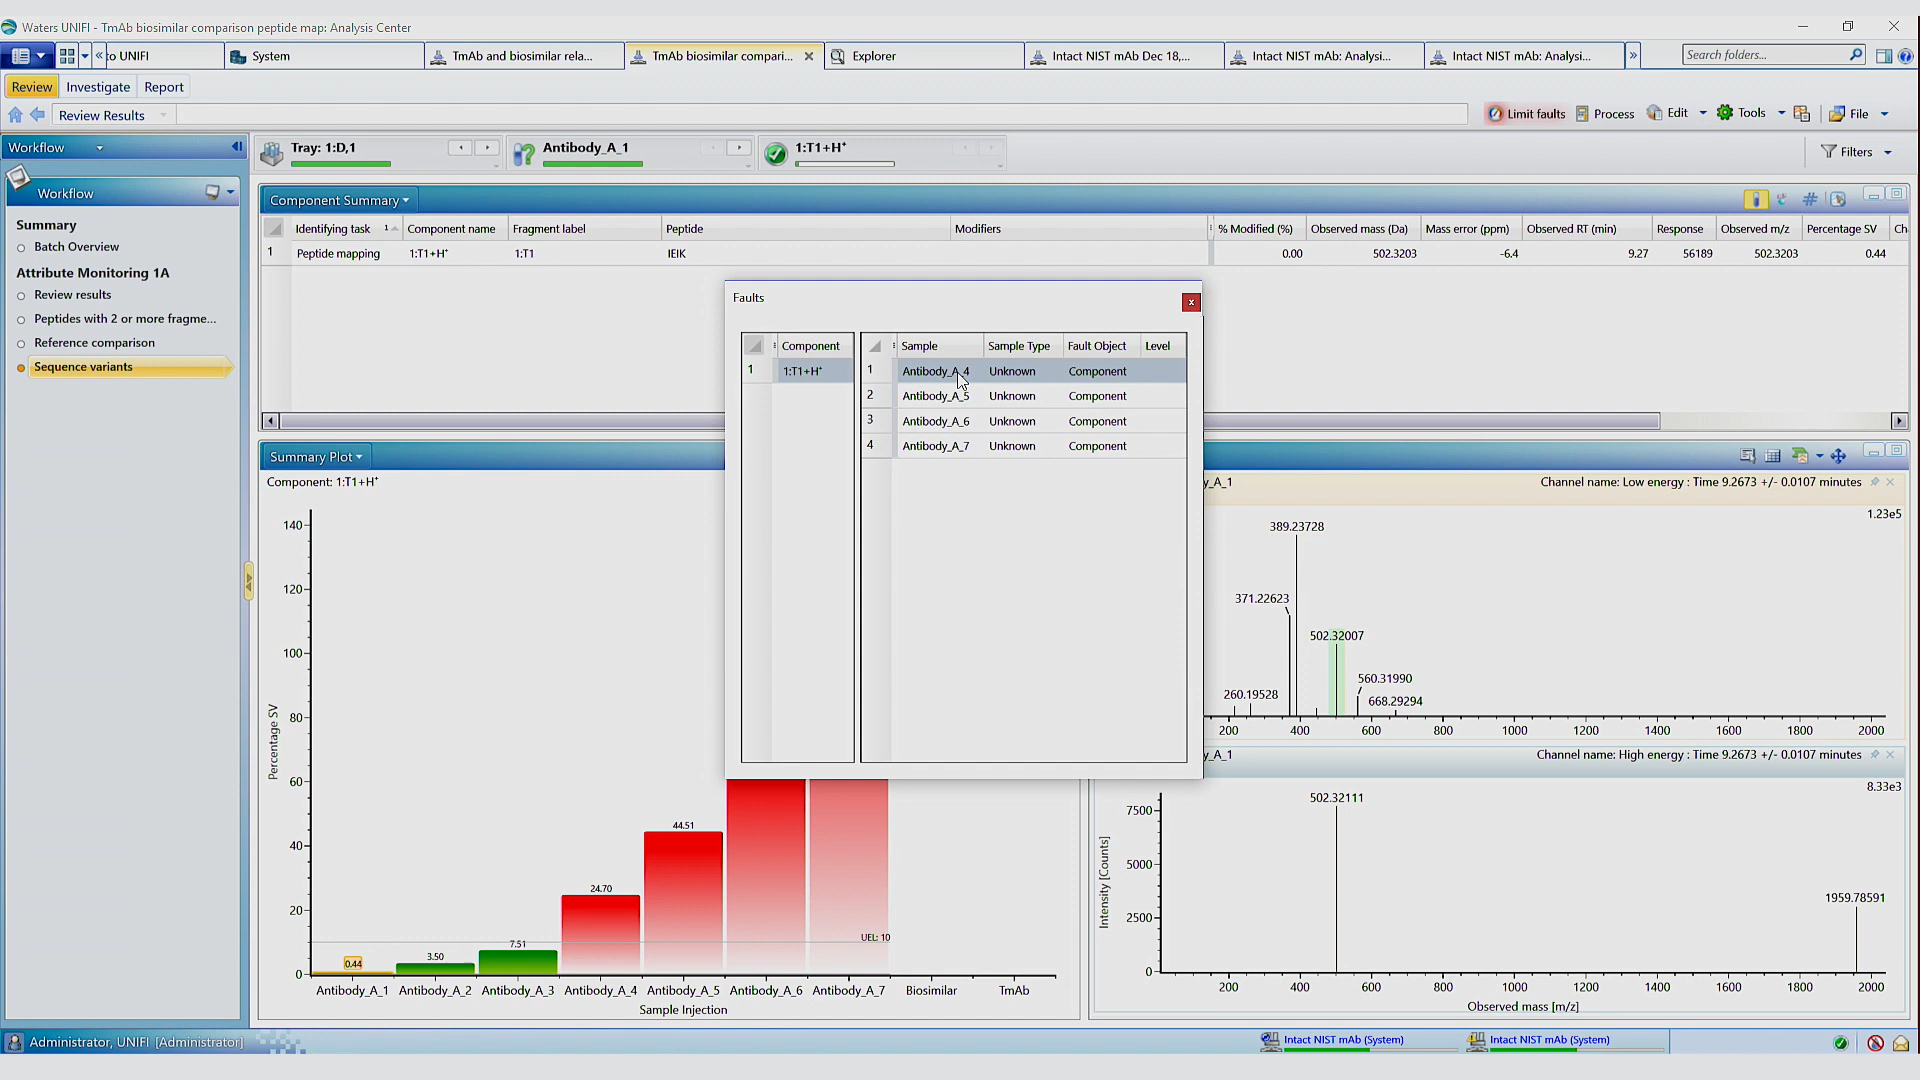 Waters UNIFI - TmAb biosimilar comparison peptide map: Analysis Center
to UNIFI
System
TmAb and biosimilar rela...
TmAb biosimilar compari...
Explorer
Intact NIST mAb Dec 18,...
Intact NIST mAb: Analysi...
Intact NIST mAb: Analysi...
Search folders...
Review
Investigate
Report
Review Results
Limit faults
Process
Edit
Tools
File
Workflow
Tray: 1:D,1
Antibody_A_1
1:T1+H⁺
Filters
Workflow
Summary
Batch Overview
Attribute Monitoring 1A
Review results
Peptides with 2 or more fragme...
Reference comparison
Sequence variants
Component Summary
Identifying task 1 Component name Fragment label Peptide Modifiers % Modified (%) Observed mass (Da) Mass error (ppm) Observed RT (min) Response Observed m/z Percentage SV Ch
1 Peptide mapping 1:T1+H⁺ 1:T1 IEIK 0.00 502.3203 -6.4 9.27 56189 502.3203 0.44
Faults
Component
1 1:T1+H⁺
Sample Sample Type Fault Object Level
1 Antibody_A_4 Unknown Component
2 Antibody_A_5 Unknown Component
3 Antibody_A_6 Unknown Component
4 Antibody_A_7 Unknown Component
Summary Plot
Component: 1:T1+H⁺
140
120
100
80
60
40
20
0
Percentage SV
0.44
3.50
7.51
24.70
44.51
UEL: 10
Antibody_A_1 Antibody_A_2 Antibody_A_3 Antibody_A_4 Antibody_A_5 Antibody_A_6 Antibody_A_7 Biosimilar TmAb
Sample Injection
y_A_1
Channel name: Low energy : Time 9.2673 +/- 0.0107 minutes
1.23e5
389.23728
371.22623
502.32007
560.31990
260.19528
668.29294
200 400 600 800 1000 1200 1400 1600 1800 2000
y_A_1
Channel name: High energy : Time 9.2673 +/- 0.0107 minutes
8.33e3
502.32111
1959.78591
7500
5000
2500
0
Intensity [Counts]
200 400 600 800 1000 1200 1400 1600 1800 2000
Observed mass [m/z]
Administrator, UNIFI [Administrator]
Intact NIST mAb (System)
Intact NIST mAb (System)